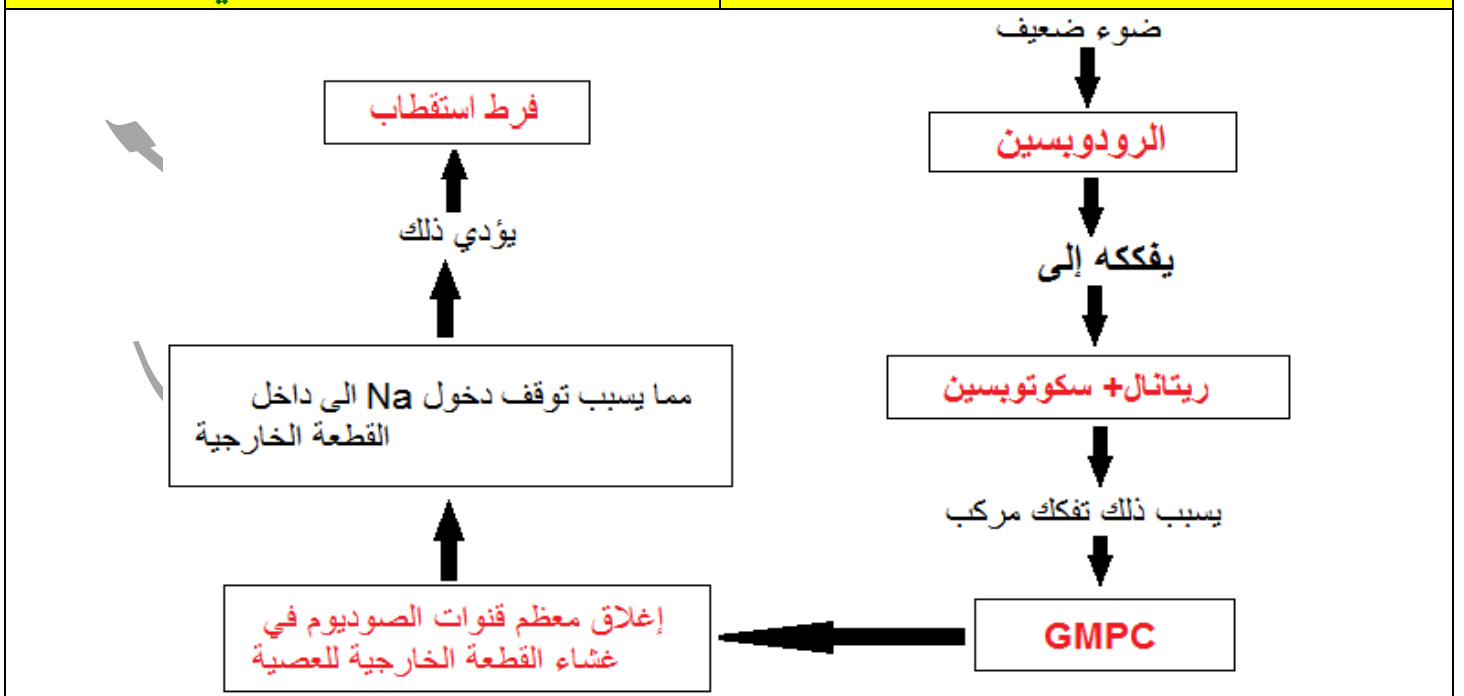 ضوء ضعيف
الرودوبسين
يفككه إلى
ريتانال+ سكوتوبسين
يسبب ذلك تفكك مركب
GMPC
إغلاق معظم قنوات الصوديوم في
غشاء القطعة الخارجية للعصية
مما يسبب توقف دخول Na الى داخل
القطعة الخارجية
يؤدي ذلك
فرط استقطاب